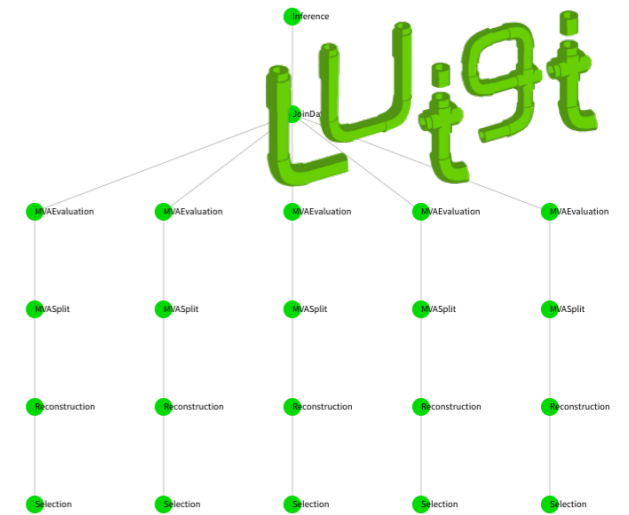 Inference
Luigi
JoinDa
MVAEvaluation MVAEvaluation MVAEvaluation MVAEvaluation MVAEvaluation
MVASplit MVASplit MVASplit MVASplit MVASplit
Reconstruction Reconstruction Reconstruction Reconstruction Reconstruction
Selection Selection Selection Selection Selection